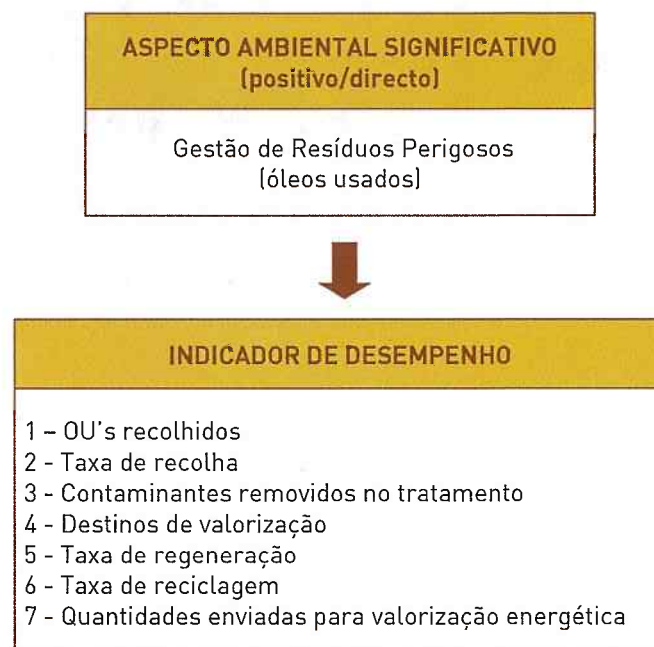 ASPECTO AMBIENTAL SIGNIFICATIVO
(positivo/directo)
Gestão de Resíduos Perigosos
(óleos usados)
INDICADOR DE DESEMPENHO
1 – OU's recolhidos
2 - Taxa de recolha
3 - Contaminantes removidos no tratamento
4 - Destinos de valorização
5 - Taxa de regeneração
6 - Taxa de reciclagem
7 - Quantidades enviadas para valorização energética